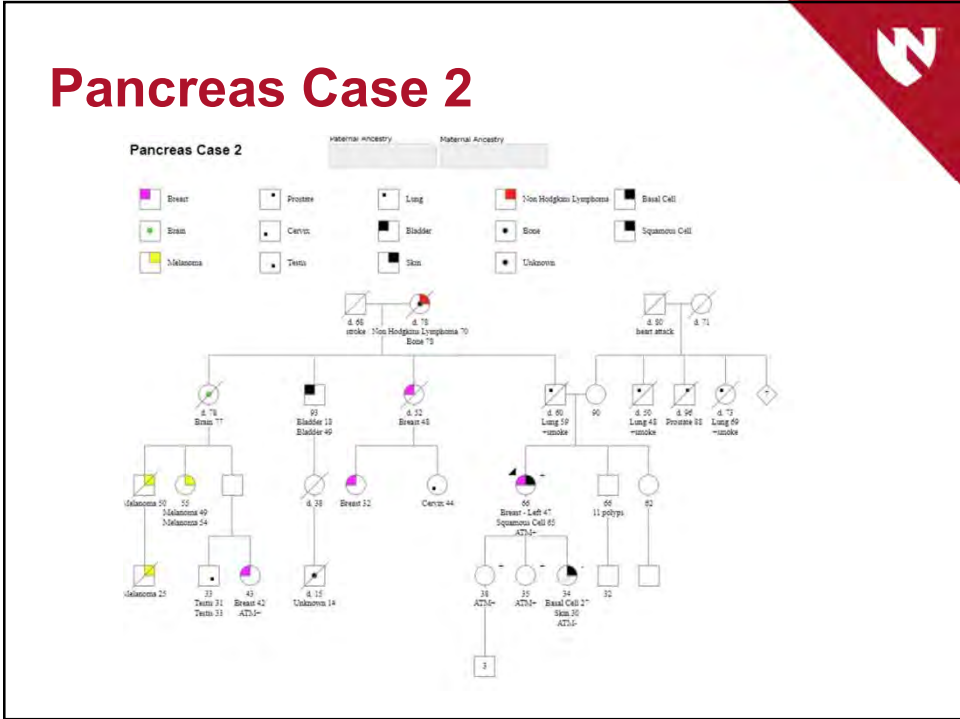 Pancreas Case 2
Pancreas Case 2
Paternal Ancestry
Maternal Ancestry
Breast
Prostate
Lung
Non Hodgkins Lymphoma
Basal Cell
Brain
Cervix
Bladder
Bone
Squamous Cell
Melanoma
Testis
Skin
Unknown
d. 68
stroke
d. 78
Non Hodgkins Lymphoma 70
Bone 78
d. 80
heart attack
d. 71
d. 78
Brain 77
93
Bladder 18
Bladder 49
d. 52
Breast 48
d. 60
Lung 59
+smoke
90
d. 50
Lung 48
+smoke
d. 96
Prostate 88
d. 73
Lung 69
+smoke
Melanoma 50
55
Melanoma 49
Melanoma 54
d. 38
Breast 32
Cervix 44
66
Breast - Left 47
Squamous Cell 65
ATM+
66
11 polyps
62
Melanoma 25
33
Testis 31
Testis 33
43
Breast 42
ATM+
d. 15
Unknown 14
38
ATM+
35
ATM+
34
Basal Cell 27
Skin 30
ATM-
32
3